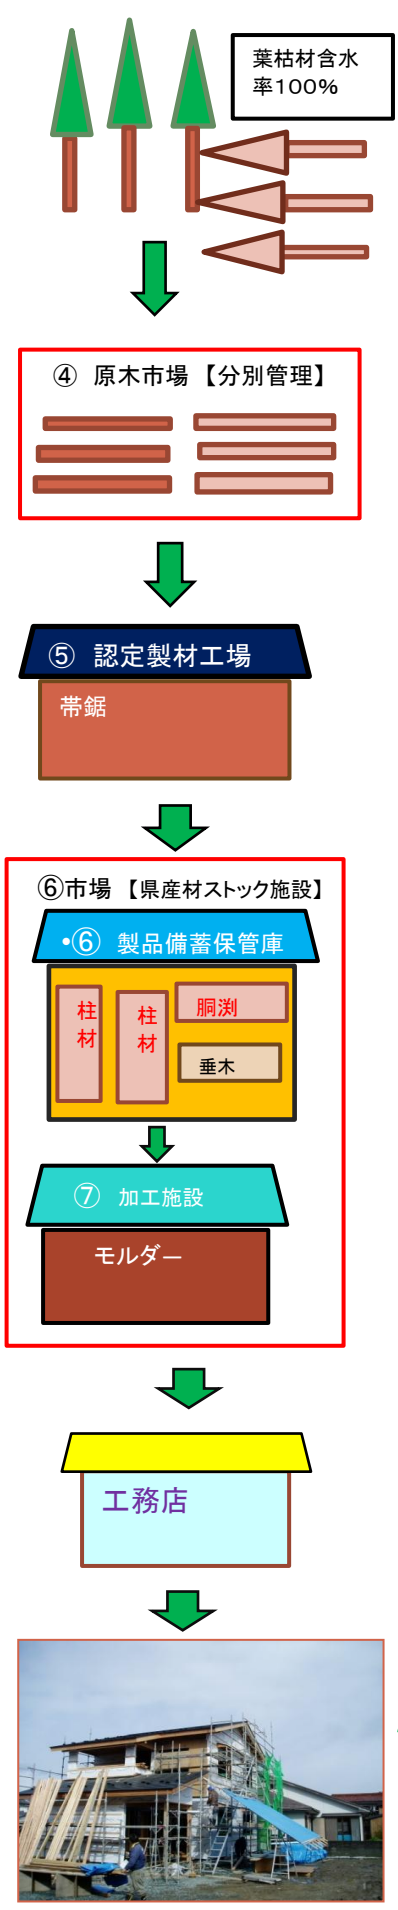 葉枯材含水
率100%
④ 原木市場【分別管理】
⑤ 認定製材工場
帯鋸
⑥市場【県産材ストック施設】
•⑥ 製品備蓄保管庫
柱材
柱材
胴渕
垂木
⑦ 加工施設
モルダー
工務店